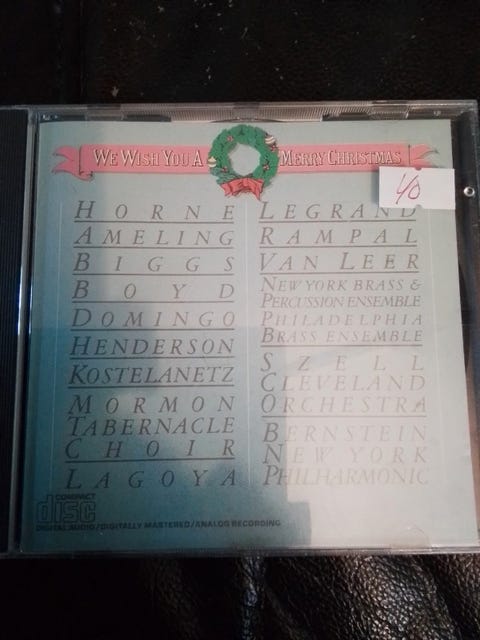 WE WISH YOU A MERRY CHRISTMAS
HORNE
AMELING
BIGGS
BOYD
DOMINGO
HENDERSON
KOSTELANETZ
MORMON
TABERNACLE
CHOIR
LAGOYA
LEGRAND
RAMPAL
VAN LEER
NEW YORK BRASS &
PERCUSSION ENSEMBLE
PHILADELPHIA
BRASS ENSEMBLE
SZELL
CLEVELAND
ORCHESTRA
BERNSTEIN
NEW YORK
PHILHARMONIC
COMPACT
disc
DIGITAL AUDIO/DIGITALLY MASTERED/ANALOG RECORDING